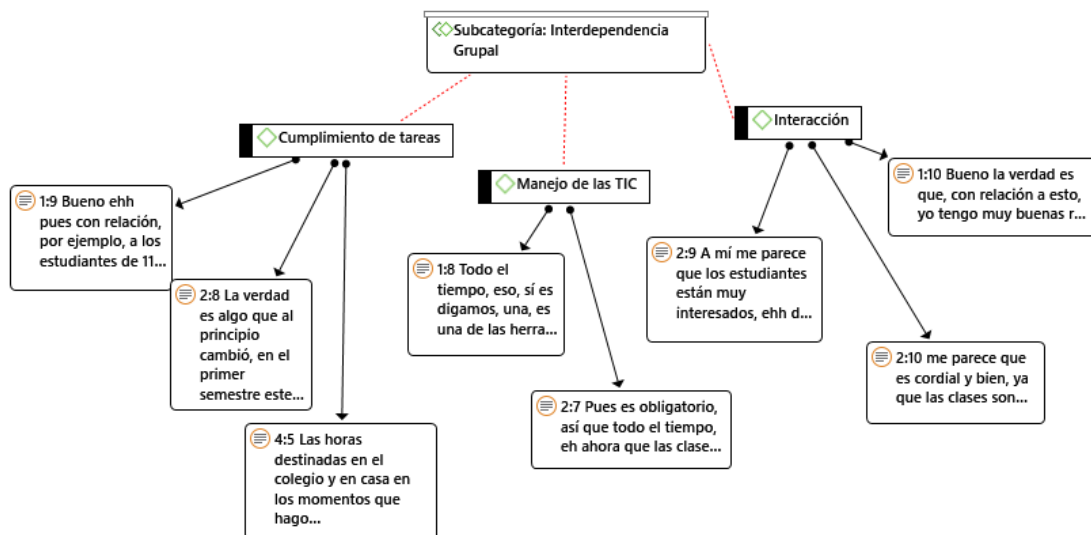 Subcategoría: Interdependencia
Grupal
Cumplimiento de tareas
Manejo de las TIC
Interacción
1:9 Bueno ehh
pues con relación,
por ejemplo, a los
estudiantes de 11...
2:8 La verdad
es algo que al
principio
cambió, en el
primer
semestre este...
4:5 Las horas
destinadas en el
colegio y en casa en
los momentos que
hago...
1:8 Todo el
tiempo, eso, sí es
digamos, una, es
una de las herra...
2:7 Pues es obligatorio,
así que todo el tiempo,
eh ahora que las clase...
2:9 A mí me parece
que los estudiantes
están muy
interesados, ehh d...
2:10 me parece que
es cordial y bien, ya
que las clases son...
1:10 Bueno la verdad es
que, con relación a esto,
yo tengo muy buenas r...